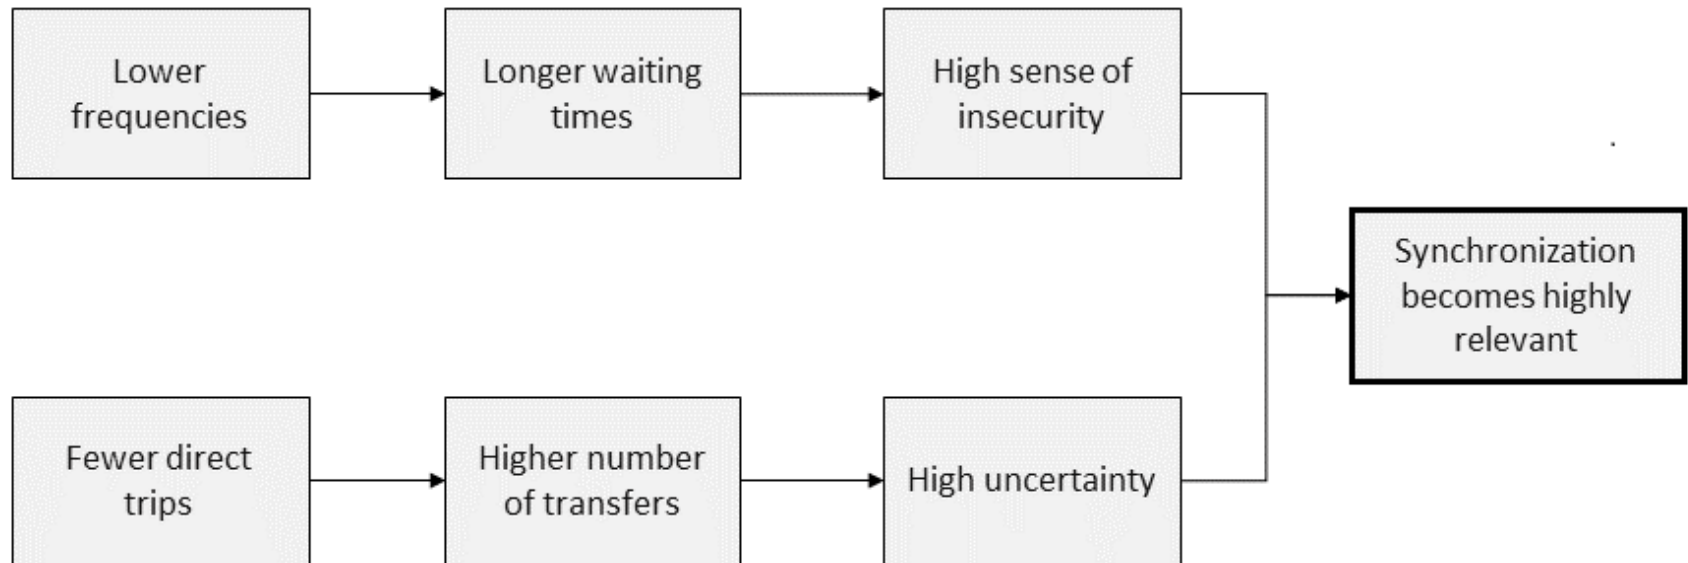 Lower
frequencies
Longer waiting
times
High sense of
insecurity
Synchronization
becomes highly
relevant
Fewer direct
trips
Higher number
of transfers
High uncertainty